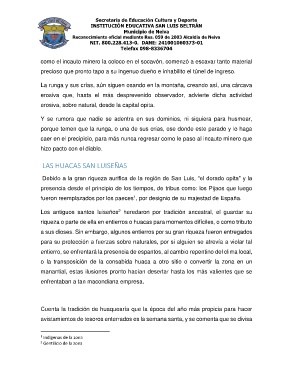 Secretaria de Educación Cultura y Deporte
INSTITUCIÓN EDUCATIVA SAN LUIS BELTRÁN
Municipio de Neiva
Reconocimiento oficial mediante Res. 059 de 2003 Alcaldía de Neiva
NIT. 800.228.413-0. DANE: 241001060373-01
Telefax 098-8336704
como el incauto minero la coloco en el socavón, comenzó a escavar tanto material
precioso que pronto tapo a su ingenuo dueño e inhabilito el túnel de ingreso.
La runga y sus crías, aún siguen osando en la montaña, creando así, una cárcava
erosiva que, hasta el más desprevenido observador, advierte dicha actividad
erosiva, sobre natural, desde la capital opita.
Y se rumora que nadie se adentra en sus dominios, ni siquiera para husmear,
porque temen que la runga, o una de sus crías, ose donde este parado y lo haga
caer en el precipicio, para más nunca regresar como le paso al incauto minero que
hizo pacto con el diablo.
LAS HUACAS SAN LUISEÑAS
Debido a la gran riqueza aurífica de la región de San Luis, "el dorado opita" y la
presencia desde el principio de los tiempos, de tribus como: los Pijaos que luego
fueron reemplazados por los paeces¹, por designio de su majestad de España.
Los antiguos santos luiseños² heredaron por tradición ancestral, el guardar su
riqueza o parte de ella en entierros o huacas para momentos difíciles, o como tributo
a sus dioses. Sin embargo, algunos entierros por su gran riqueza fueron entregados
para su protección a fuerzas sobre naturales, por si alguien se atrevía a violar tal
entierro, se enfrentará la presencia de espantos, al cambio repentino del clima local,
o la transposición de la consabida huaca a otro sitio o convertir la zona en un
manantial, estas ilusiones pronto hacían desertar hasta los más valientes que se
enfrentaban a tan macondiana empresa.
Cuenta la tradición de huaquearía que la época del año más propicia para hacer
avistamientos de tesoros enterrados es la semana santa, y se comenta que se divisa
¹ Indígenas de la zona
² Gentilicio de la zona